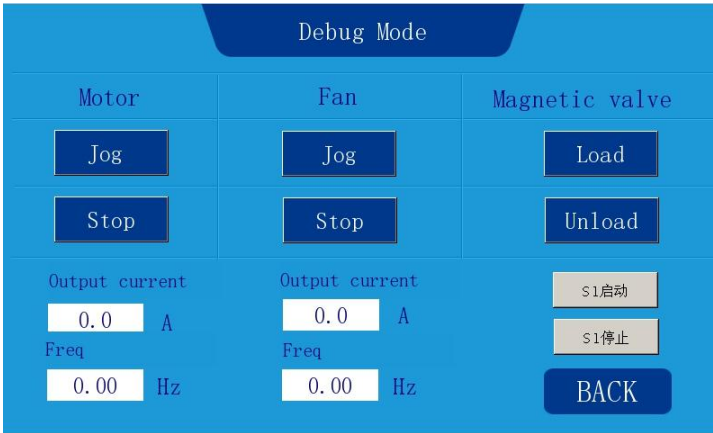 Debug Mode
Motor
Fan
Magnetic valve
Jog
Jog
Load
Stop
Stop
Unload
Output current
Output current
S1启动
0.0 A
0.0 A
S1停止
Freq
Freq
0.00 Hz
0.00 Hz
BACK